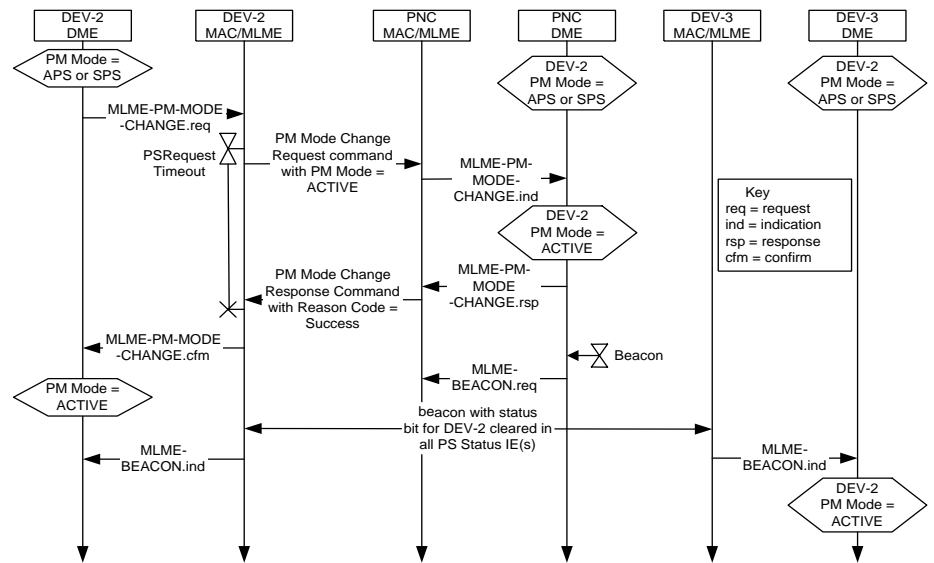 DEV-2
DME
DEV-2
MAC/MLME
PNC
MAC/MLME
PNC
DME
DEV-3
MAC/MLME
DEV-3
DME
PM Mode =
APS or SPS
DEV-2
PM Mode =
APS or SPS
DEV-2
PM Mode =
APS or SPS
MLME-PM-MODE
-CHANGE.req
PSRequest
Timeout
PM Mode Change
Request command
with PM Mode =
ACTIVE
MLME-PM-
MODE-
CHANGE.ind
Key
req = request
ind = indication
rsp = response
cfm = confirm
DEV-2
PM Mode =
ACTIVE
PM Mode Change
Response Command
with Reason Code =
Success
MLME-PM-
MODE
-CHANGE.rsp
MLME-PM-MODE
-CHANGE.cfm
Beacon
MLME-
BEACON.req
PM Mode =
ACTIVE
beacon with status
bit for DEV-2 cleared in
all PS Status IE(s)
MLME-
BEACON.ind
MLME-
BEACON.ind
DEV-2
PM Mode =
ACTIVE